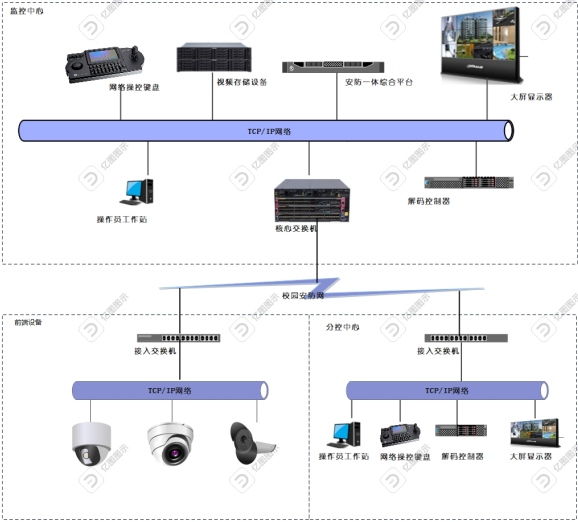 监控中心
网络操控键盘
视频存储设备
安防一体综合平台
大屏显示器
TCP/IP网络
操作员工作站
核心交换机
解码控制器
校园安防网
前端设备
接入交换机
TCP/IP网络
分控中心
接入交换机
TCP/IP网络
操作员工作站
网络操控键盘
解码控制器
大屏显示器
亿图图示